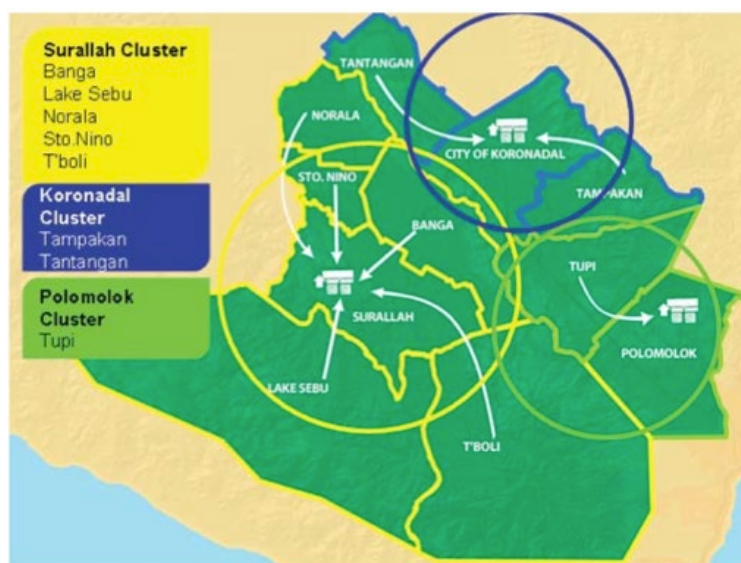 Surallah Cluster
Banga
Lake Sebu
Norala
Sto.Nino
T'boli
Koronadal
Cluster
Tampakan
Tantangan
Polomolok
Cluster
Tupi
TANTANGAN
NORALA
CITY OF KORONADAL
STO. NINO
TAMPAKAN
BANGA
TUPI
SURALLAH
POLOMOLOK
LAKE SEBU
T'BOLI